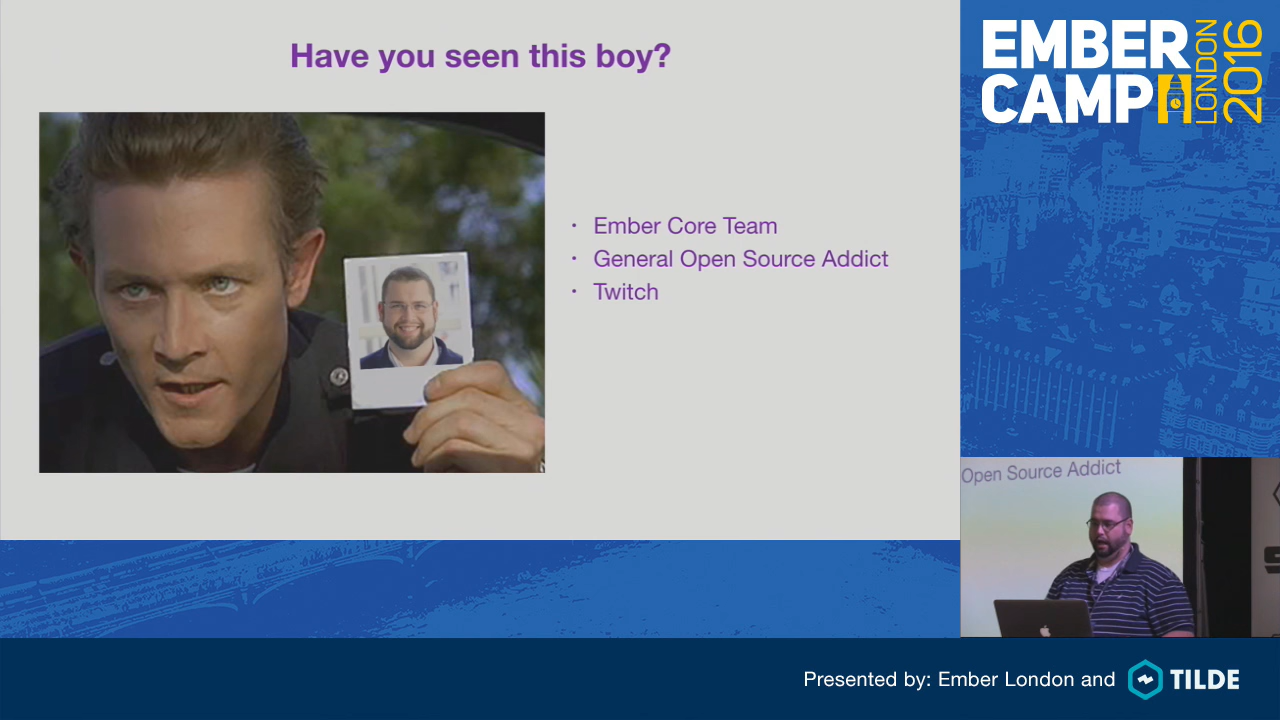 Have you seen this boy?
· Ember Core Team
· General Open Source Addict
· Twitch
EMBER
CAMP
LONDON
2016
Open Source Addict
Presented by: Ember London and TILDE